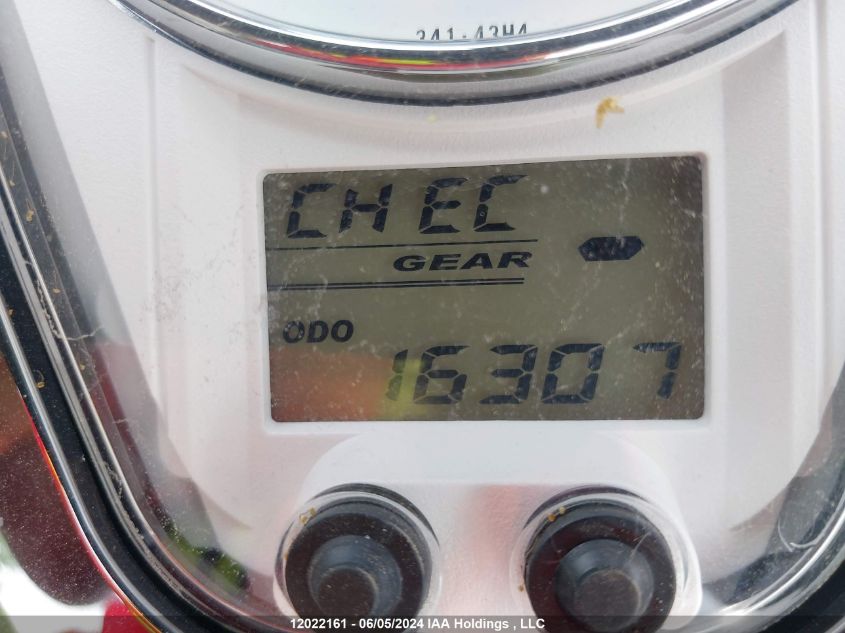 341-43H4
CHEC
GEAR
ODO
16307
12022161 - 06/05/2024 IAA Holdings , LLC